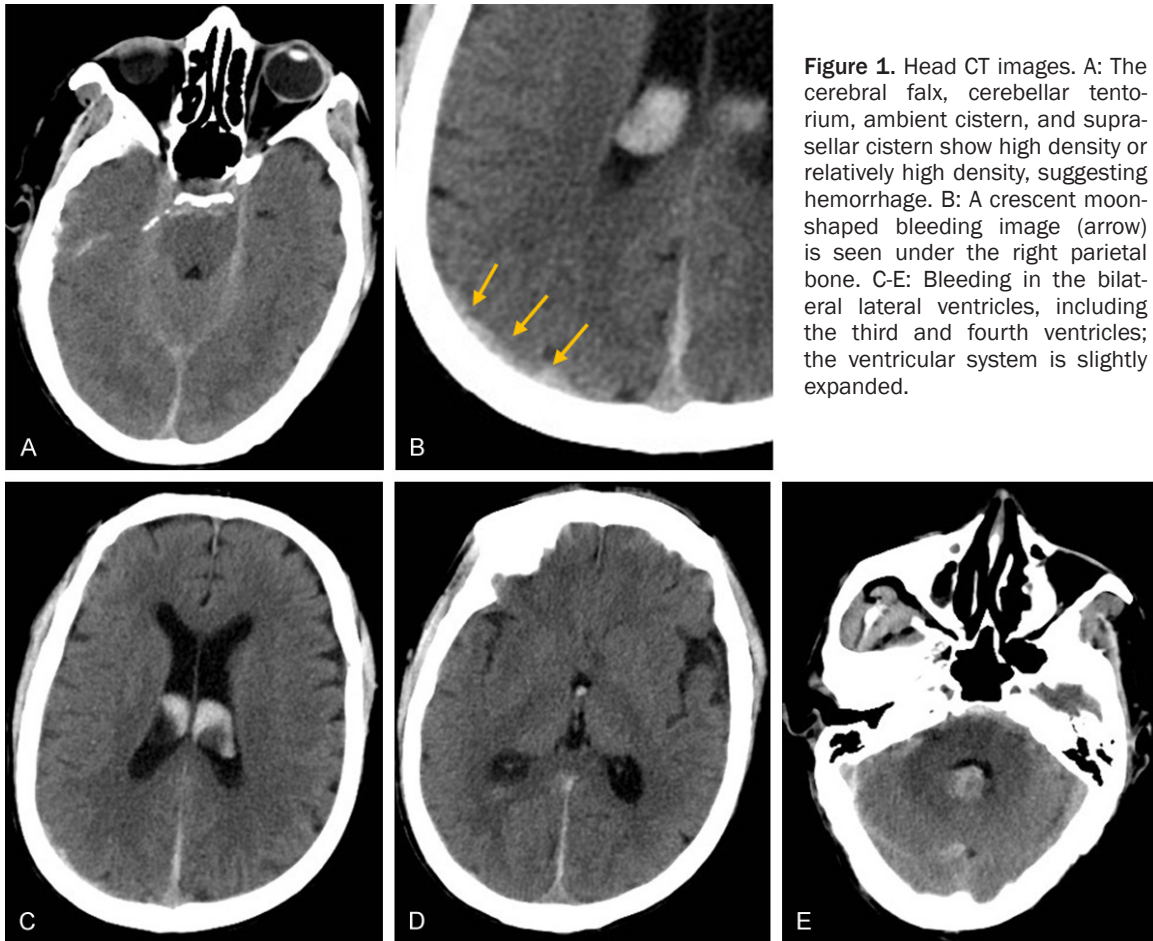 Figure 1. Head CT images. A: The
cerebral falx, cerebellar tento-
rium, ambient cistern, and supra-
sellar cistern show high density or
relatively high density, suggesting
hemorrhage. B: A crescent moon-
shaped bleeding image (arrow)
is seen under the right parietal
bone. C-E: Bleeding in the bilat-
eral lateral ventricles, including
the third and fourth ventricles;
the ventricular system is slightly
expanded.
A
B
C
D
E